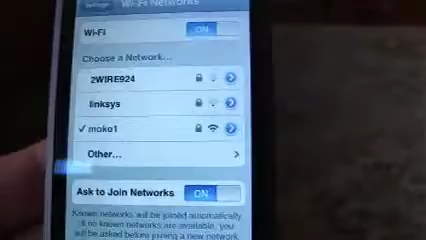 Settings
Wi-Fi Networks
Wi-Fi ON
Choose a Network...
2WIRE924
linksys
moko1
Other...
Ask to Join Networks ON
Known networks will be joined automatically.
If no known networks are available, you
will be asked before joining a new network.